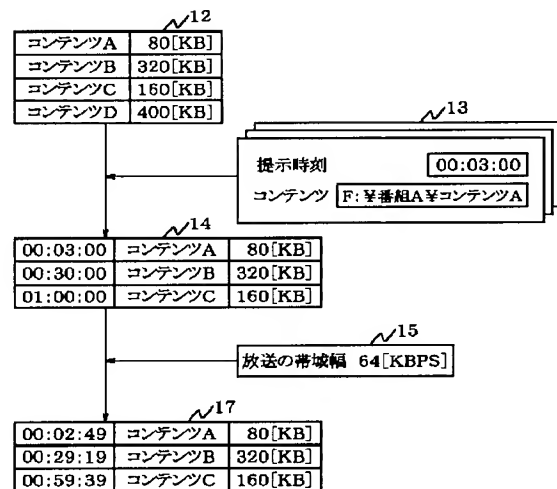 12
コンテンツA 80[KB]
コンテンツB 320[KB]
コンテンツC 160[KB]
コンテンツD 400[KB]
13
提示時刻 00:03:00
コンテンツ F:¥番組A¥コンテンツA
14
00:03:00 コンテンツA 80[KB]
00:30:00 コンテンツB 320[KB]
01:00:00 コンテンツC 160[KB]
15
放送の帯域幅 64[KBPS]
17
00:02:49 コンテンツA 80[KB]
00:29:19 コンテンツB 320[KB]
00:59:39 コンテンツC 160[KB]